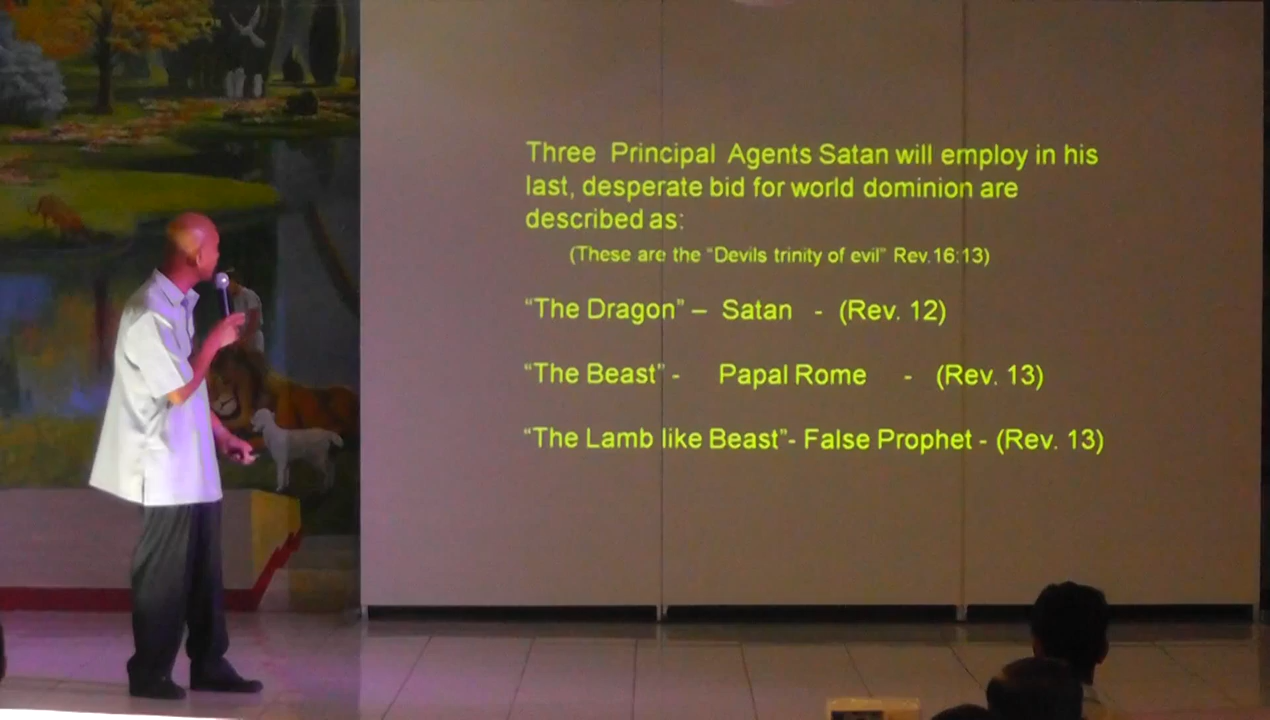 Three Principal Agents Satan will employ in his
last, desperate bid for world dominion are
described as:
(These are the "Devils trinity of evil" Rev.16:13)
“The Dragon” – Satan - (Rev. 12)
“The Beast” - Papal Rome - (Rev. 13)
“The Lamb like Beast”- False Prophet - (Rev. 13)